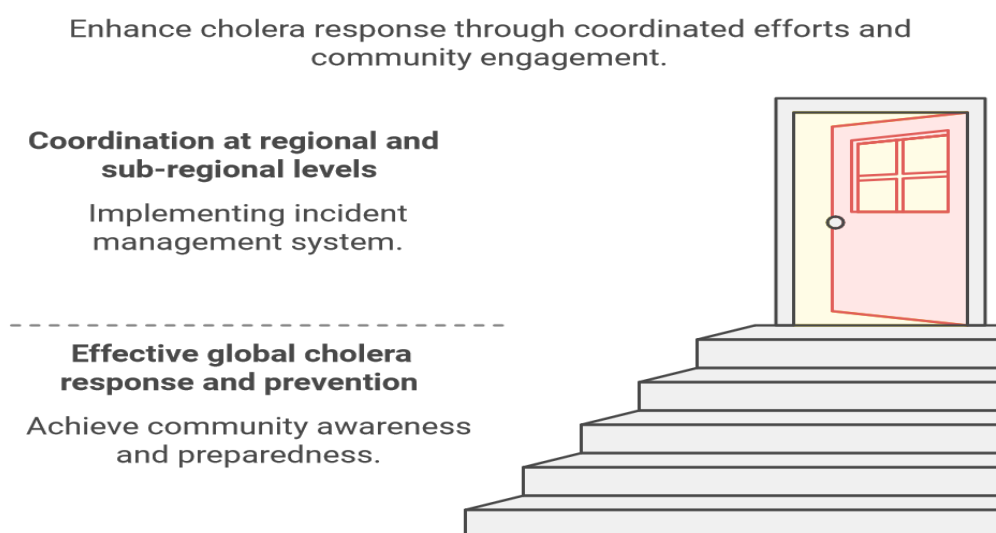 Enhance cholera response through coordinated efforts and
community engagement.
Coordination at regional and
sub-regional levels
Implementing incident
management system.
Effective global cholera
response and prevention
Achieve community awareness
and preparedness.